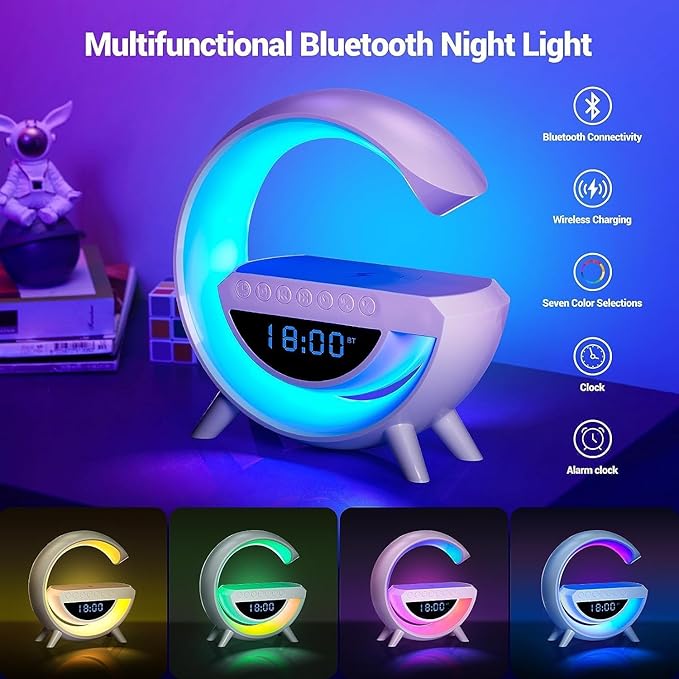 Multifunctional Bluetooth Night Light
Bluetooth Connectivity
Wireless Charging
Seven Color Selections
18:00 BT
Clock
Alarm clock
18:00
18:00
18:00
18:00